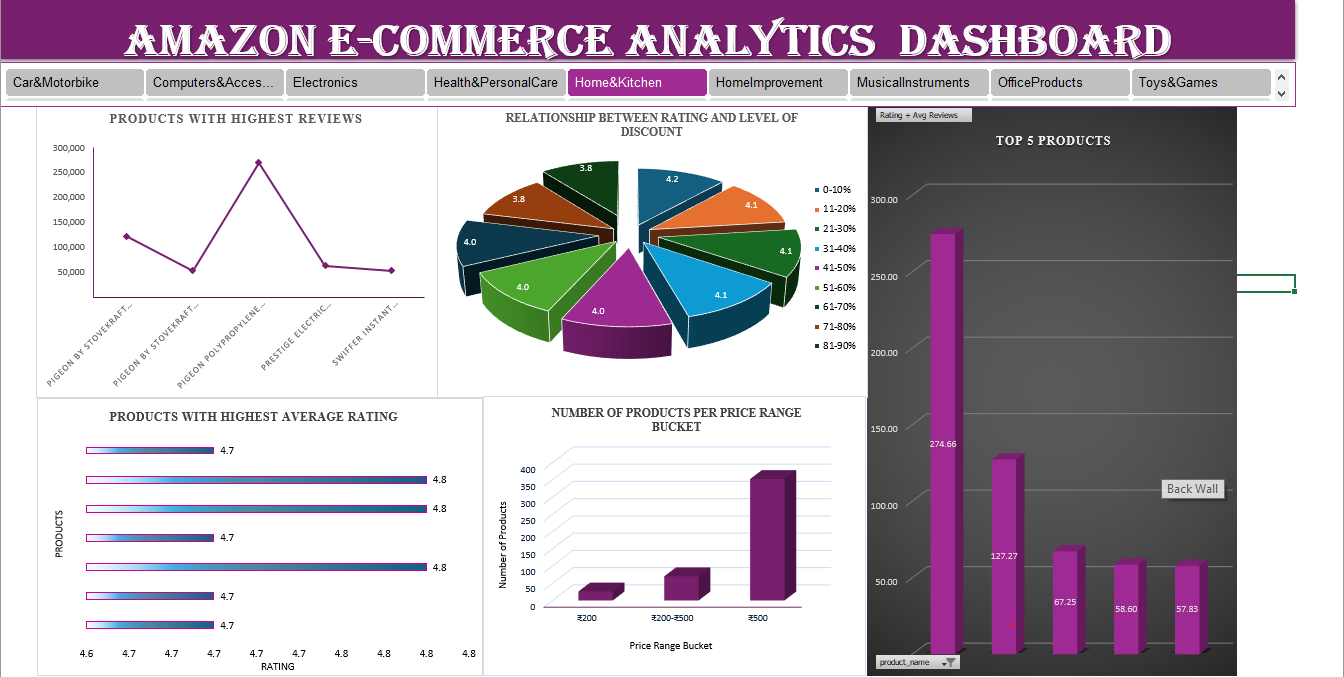 AMAZON E-COMMERCE ANALYTICS DASHBOARD
Car&Motorbike
Computers&Acces...
Electronics
Health&PersonalCare
Home&Kitchen
HomeImprovement
MusicalInstruments
OfficeProducts
Toys&Games
PRODUCTS WITH HIGHEST REVIEWS
300,000
250,000
200,000
150,000
100,000
50,000
PIGEON BY STOVEKRAFT...
PIGEON BY STOVEKRAFT...
PIGEON POLYPROPYLENE...
PRESTIGE ELECTRIC...
SWIFFER INSTANT...
RELATIONSHIP BETWEEN RATING AND LEVEL OF
DISCOUNT
3.8
4.2
3.8
4.1
4.0
4.1
4.0
4.1
4.0
0-10%
11-20%
21-30%
31-40%
41-50%
51-60%
61-70%
71-80%
81-90%
Rating + Avg Reviews
TOP 5 PRODUCTS
300.00
250.00
200.00
150.00
100.00
50.00
274.66
127.27
67.25
58.60
57.83
Back Wall
product_name
PRODUCTS WITH HIGHEST AVERAGE RATING
PRODUCTS
4.7
4.8
4.8
4.7
4.8
4.7
4.7
4.6 4.7 4.7 4.7 4.7 4.7 4.8 4.8 4.8 4.8
RATING
NUMBER OF PRODUCTS PER PRICE RANGE
BUCKET
Number of Products
400
350
300
250
200
150
100
50
0
₹200 ₹200-₹500 ₹500
Price Range Bucket